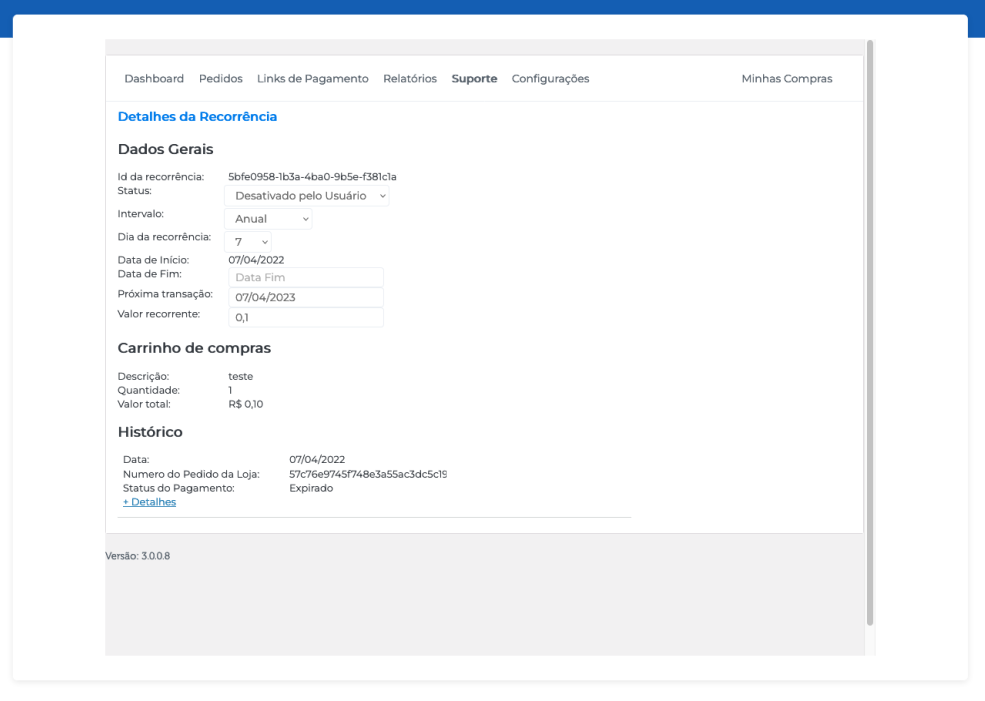 Dashboard Pedidos Links de Pagamento Relatórios Suporte Configurações Minhas Compras
Detalhes da Recorrência
Dados Gerais
Id da recorrência: 5bfe0958-1b3a-4ba0-9b5e-f381c1a
Status: Desativado pelo Usuário
Intervalo: Anual
Dia da recorrência: 7
Data de Início: 07/04/2022
Data de Fim: Data Fim
Próxima transação: 07/04/2023
Valor recorrente: 0,1
Carrinho de compras
Descrição: teste
Quantidade: 1
Valor total: R$ 0,10
Histórico
Data: 07/04/2022
Numero do Pedido da Loja: 57c76e9745f748e3a55ac3dc5c19
Status do Pagamento: Expirado
+ Detalhes
Versão: 3.0.0.8